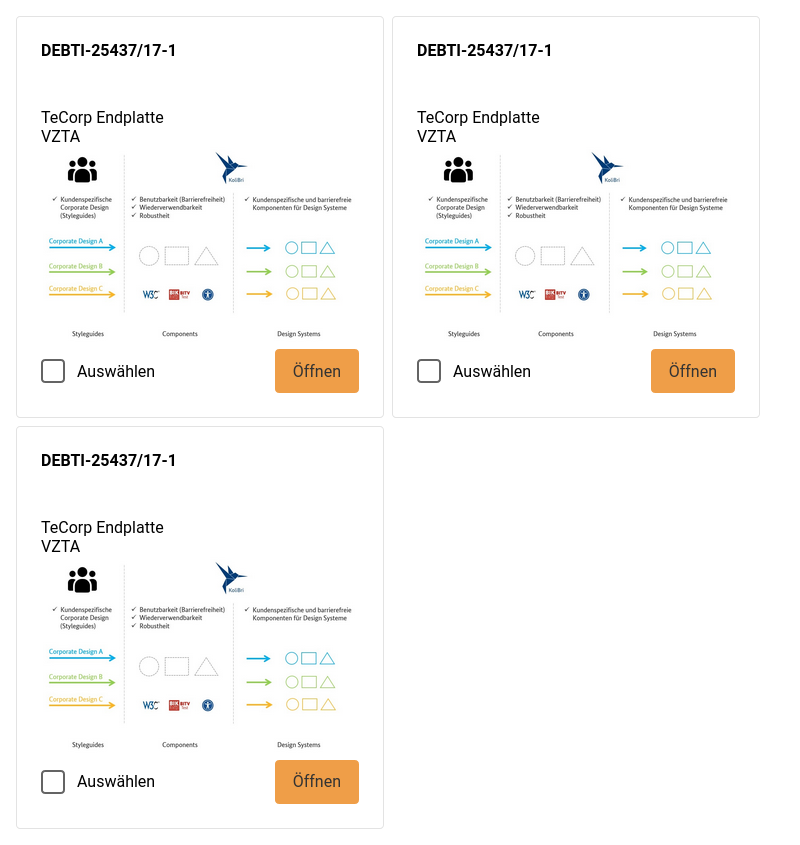 DEBTI-25437/17-1
TeCorp Endplatte
VZTA
KoliBri
✓ Kundenspezifische
Corporate Design
(Styleguides)
✓ Benutzbarkeit (Barrierefreiheit)
✓ Wiederverwendbarkeit
✓ Robustheit
✓ Kundenspezifische und barrierefreie
Komponenten für Design Systeme
Corporate Design A
Corporate Design B
Corporate Design C
W3C
BIK BITV
Test
Styleguides
Components
Design Systems
Auswählen
Öffnen
DEBTI-25437/17-1
TeCorp Endplatte
VZTA
KoliBri
✓ Kundenspezifische
Corporate Design
(Styleguides)
✓ Benutzbarkeit (Barrierefreiheit)
✓ Wiederverwendbarkeit
✓ Robustheit
✓ Kundenspezifische und barrierefreie
Komponenten für Design Systeme
Corporate Design A
Corporate Design B
Corporate Design C
W3C
BIK BITV
Test
Styleguides
Components
Design Systems
Auswählen
Öffnen
DEBTI-25437/17-1
TeCorp Endplatte
VZTA
KoliBri
✓ Kundenspezifische
Corporate Design
(Styleguides)
✓ Benutzbarkeit (Barrierefreiheit)
✓ Wiederverwendbarkeit
✓ Robustheit
✓ Kundenspezifische und barrierefreie
Komponenten für Design Systeme
Corporate Design A
Corporate Design B
Corporate Design C
W3C
BIK BITV
Test
Styleguides
Components
Design Systems
Auswählen
Öffnen